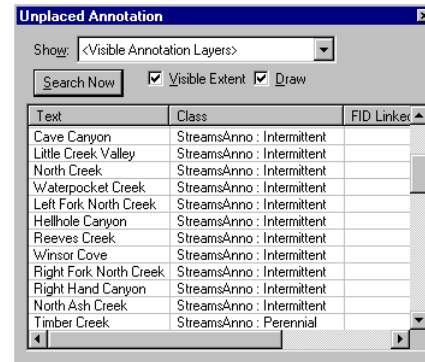 Unplaced Annotation
Show: <Visible Annotation Layers>
Search Now Visible Extent Draw
Text Class FID Linked
Cave Canyon StreamsAnno : Intermittent
Little Creek Valley StreamsAnno : Intermittent
North Creek StreamsAnno : Intermittent
Waterpocket Creek StreamsAnno : Intermittent
Left Fork North Creek StreamsAnno : Intermittent
Hellhole Canyon StreamsAnno : Intermittent
Reeves Creek StreamsAnno : Intermittent
Winsor Cove StreamsAnno : Intermittent
Right Fork North Creek StreamsAnno : Intermittent
Right Hand Canyon StreamsAnno : Intermittent
North Ash Creek StreamsAnno : Intermittent
Timber Creek StreamsAnno : Perennial